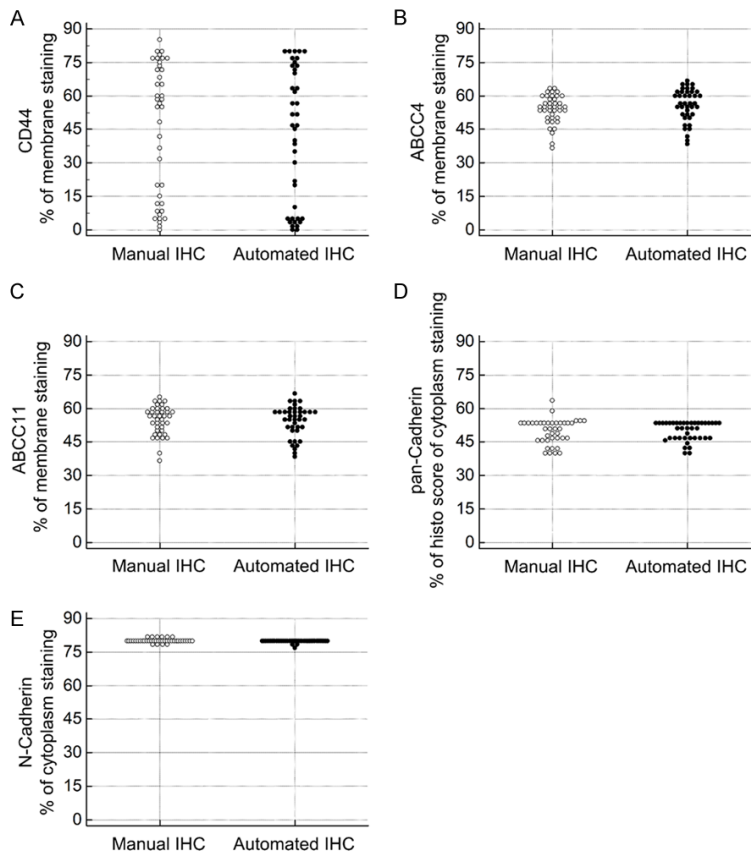 A
CD44
% of membrane staining
90
75
60
45
30
15
0
Manual IHC
Automated IHC
B
ABCC4
% of membrane staining
90
75
60
45
30
15
0
Manual IHC
Automated IHC
C
ABCC11
% of membrane staining
90
75
60
45
30
15
0
Manual IHC
Automated IHC
D
pan-Cadherin
% of histo score of cytoplasm staining
90
75
60
45
30
15
0
Manual IHC
Automated IHC
E
N-Cadherin
% of cytoplasm staining
90
75
60
45
30
15
0
Manual IHC
Automated IHC